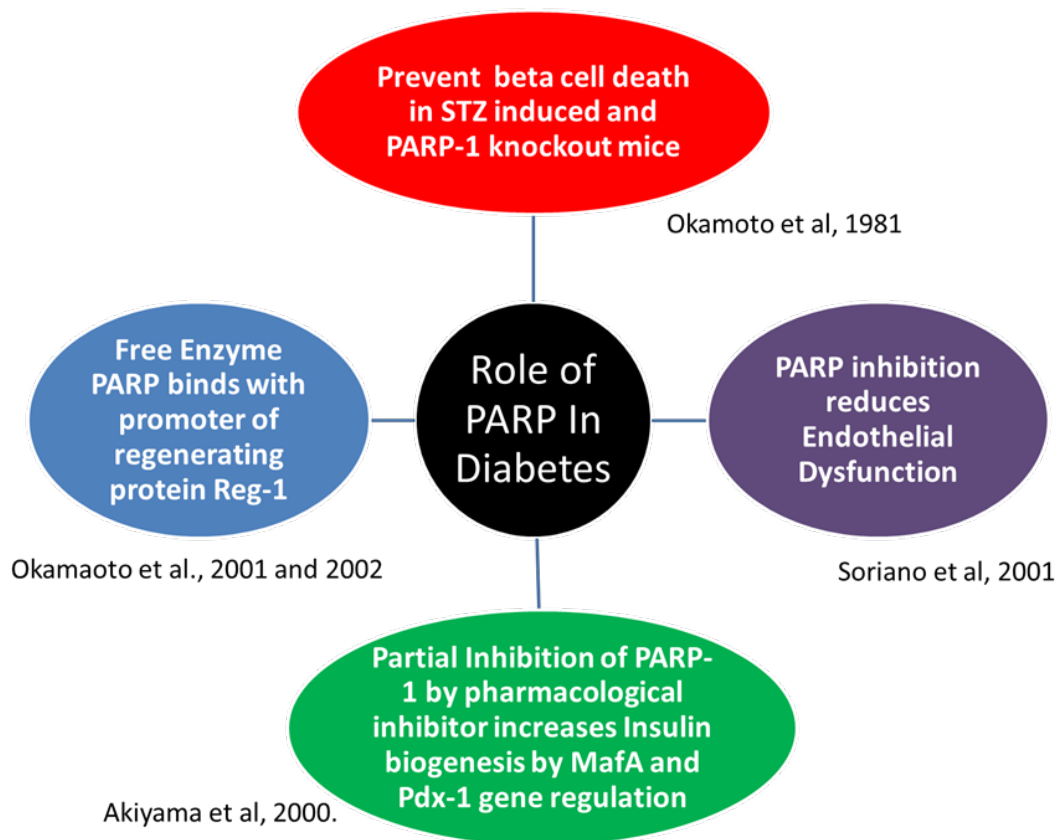 Prevent beta cell death
in STZ induced and
PARP-1 knockout mice
Okamoto et al, 1981
Free Enzyme
PARP binds with
promoter of
regenerating
protein Reg-1
Okamaoto et al., 2001 and 2002
Role of
PARP In
Diabetes
PARP inhibition
reduces
Endothelial
Dysfunction
Soriano et al, 2001
Partial Inhibition of PARP-
1 by pharmacological
inhibitor increases Insulin
biogenesis by MafA and
Pdx-1 gene regulation
Akiyama et al, 2000.